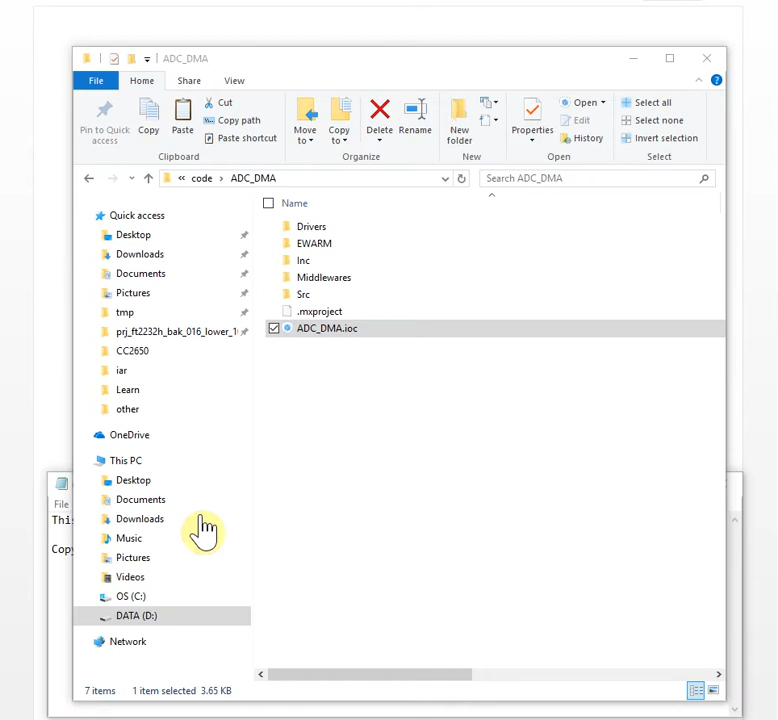 ADC_DMA
File Home Share View
Pin to Quick access
Copy
Paste
Cut
Copy path
Paste shortcut
Clipboard
Move to
Copy to
Delete
Rename
Organize
New folder
New
Properties
Open
Edit
History
Open
Select all
Select none
Invert selection
Select
« code › ADC_DMA
Search ADC_DMA
Name
Quick access
Desktop
Downloads
Documents
Pictures
tmp
prj_ft2232h_bak_016_lower_1
CC2650
iar
Learn
other
OneDrive
This PC
Desktop
Documents
Downloads
Music
Pictures
Videos
OS (C:)
DATA (D:)
Network
Drivers
EWARM
Inc
Middlewares
Src
.mxproject
ADC_DMA.ioc
7 items 1 item selected 3.65 KB
File
This
Copy